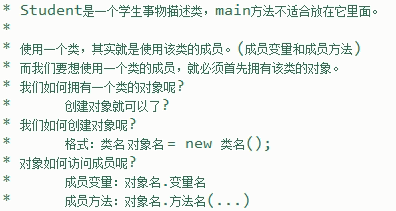 * Student是一个学生事物描述类，main方法不适合放在它里面。
*
* 使用一个类，其实就是使用该类的成员。(成员变量和成员方法)
* 而我们要想使用一个类的成员，就必须首先拥有该类的对象。
* 我们如何拥有一个类的对象呢?
* 创建对象就可以了?
* 我们如何创建对象呢?
* 格式：类名 对象名 = new 类名();
* 对象如何访问成员呢?
* 成员变量：对象名.变量名
* 成员方法：对象名.方法名(...)